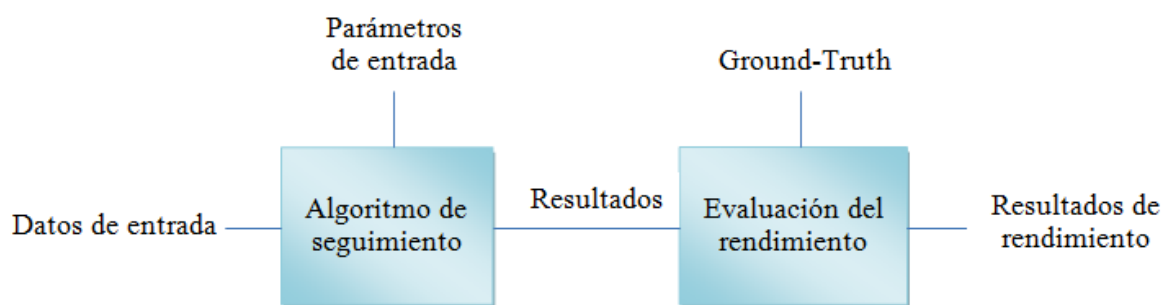 Parámetros
de entrada
Ground-Truth
Datos de entrada
Algoritmo de
seguimiento
Resultados
Evaluación del
rendimiento
Resultados de
rendimiento